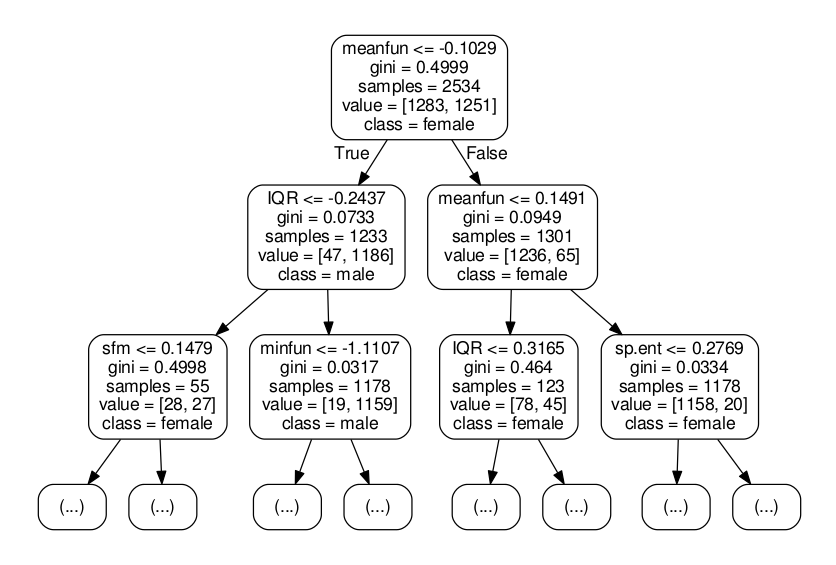 meanfun <= -0.1029
gini = 0.4999
samples = 2534
value = [1283, 1251]
class = female
True
False
IQR <= -0.2437
gini = 0.0733
samples = 1233
value = [47, 1186]
class = male
meanfun <= 0.1491
gini = 0.0949
samples = 1301
value = [1236, 65]
class = female
sfm <= 0.1479
gini = 0.4998
samples = 55
value = [28, 27]
class = female
minfun <= -1.1107
gini = 0.0317
samples = 1178
value = [19, 1159]
class = male
IQR <= 0.3165
gini = 0.464
samples = 123
value = [78, 45]
class = female
sp.ent <= 0.2769
gini = 0.0334
samples = 1178
value = [1158, 20]
class = female
(...)
(...)
(...)
(...)
(...)
(...)
(...)
(...)